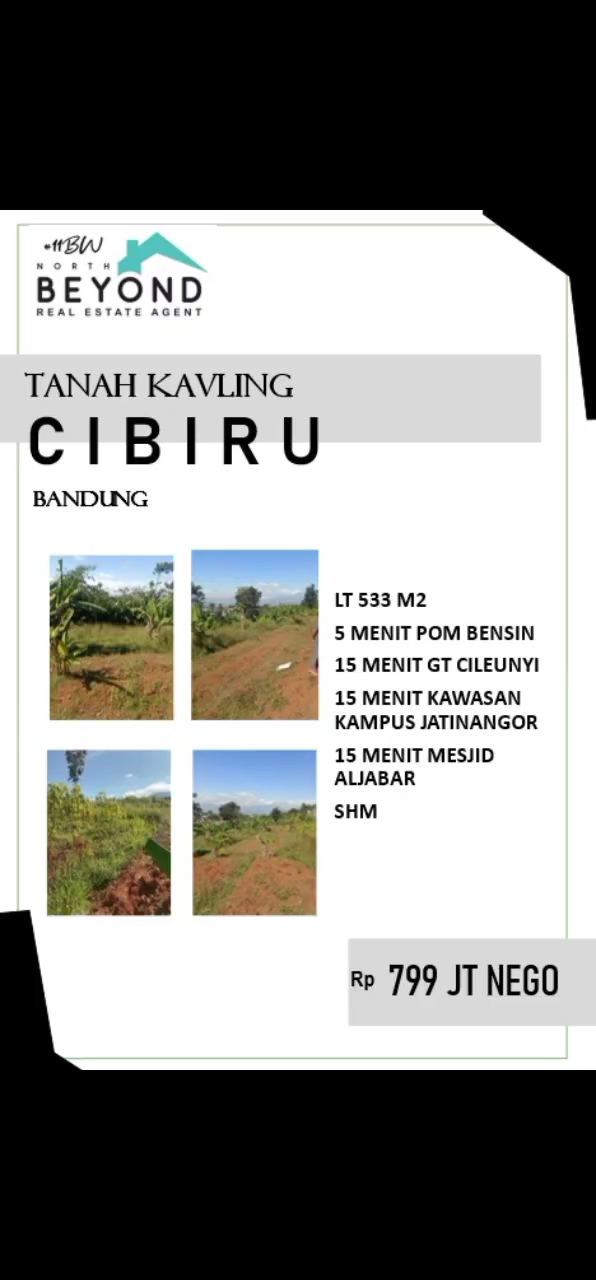 #11BW
NORTH
BEYOND
REAL ESTATE AGENT
TANAH KAVLING
CIBIRU
BANDUNG
LT 533 M2
5 MENIT POM BENSIN
15 MENIT GT CILEUNYI
15 MENIT KAWASAN
KAMPUS JATINANGOR
15 MENIT MESJID
ALJABAR
SHM
Rp 799 JT NEGO